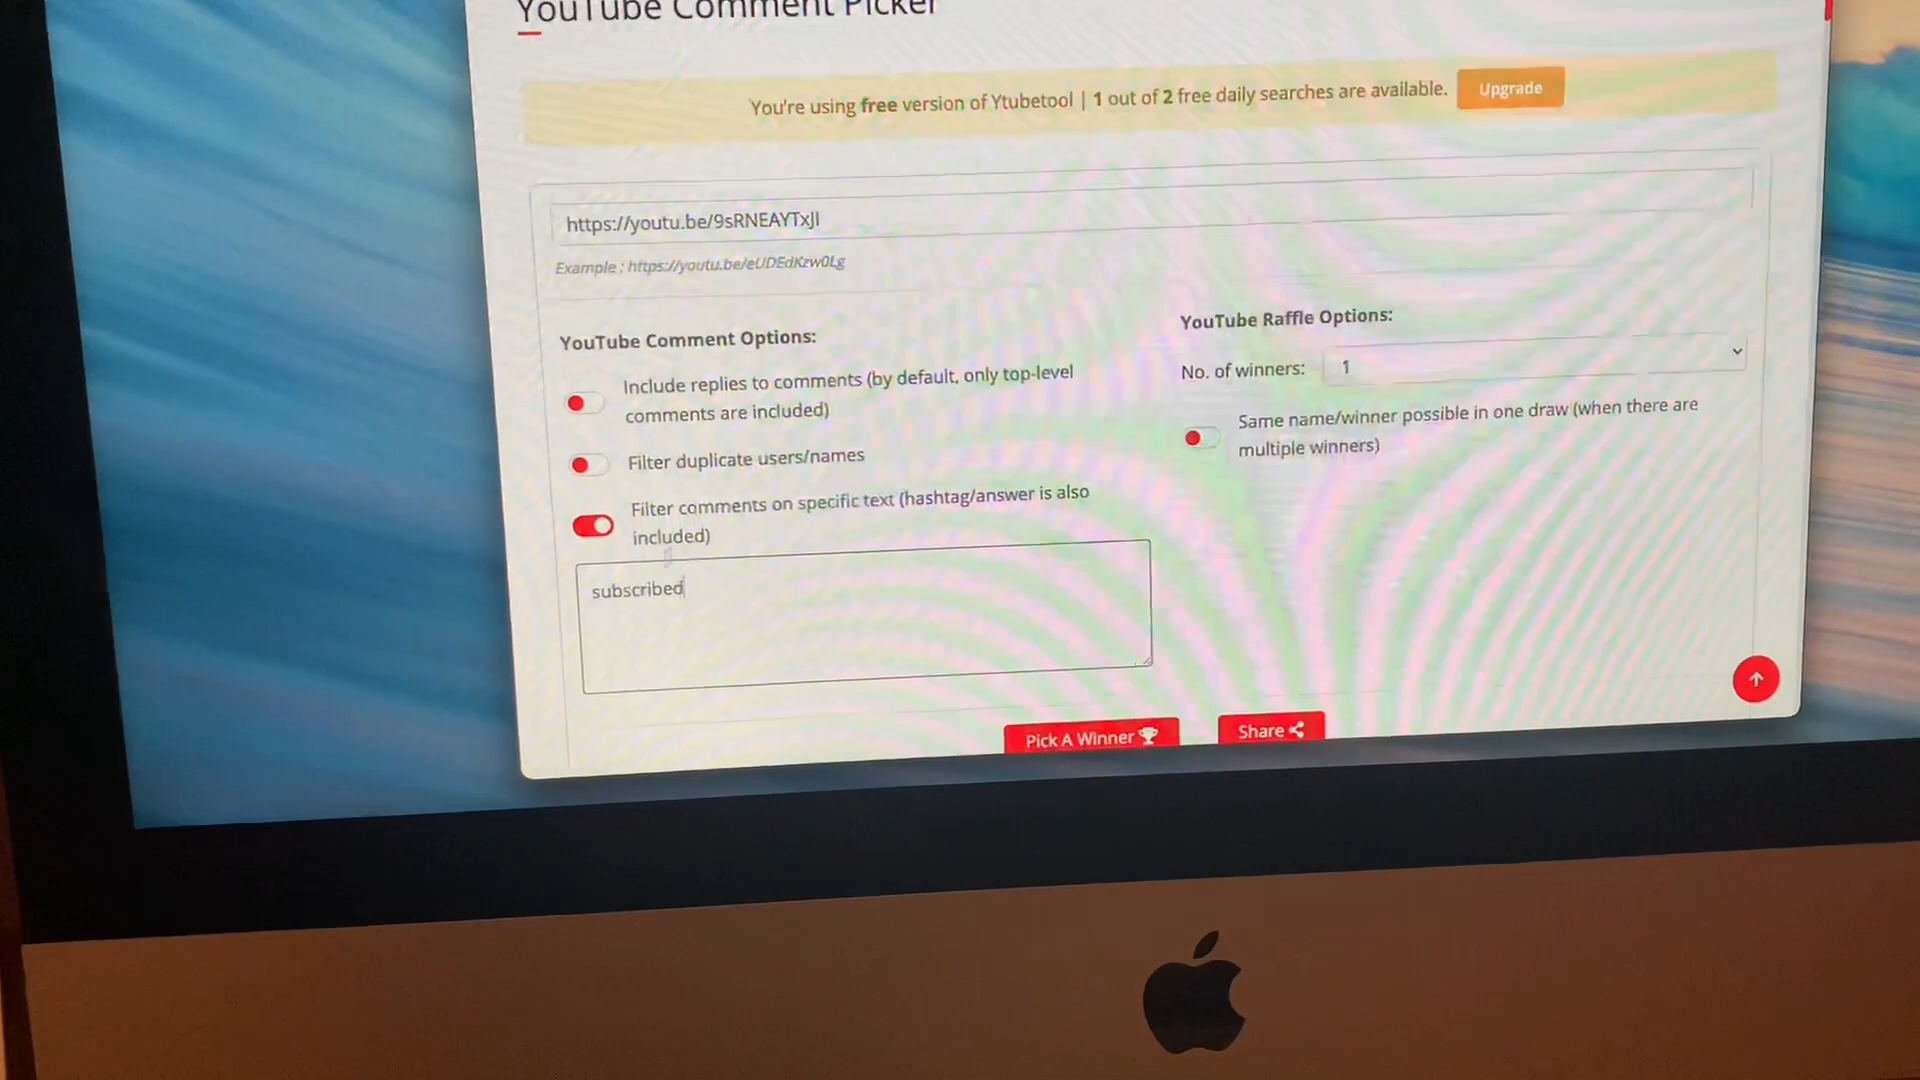 YouTube Comment Picker
You're using free version of Ytubetool | 1 out of 2 free daily searches are available.
Upgrade
https://youtu.be/9sRNEAYTxJI
Example : https://youtu.be/eUDEdKzw0Lg
YouTube Comment Options:
Include replies to comments (by default, only top-level
comments are included)
Filter duplicate users/names
Filter comments on specific text (hashtag/answer is also
included)
subscribed
YouTube Raffle Options:
No. of winners: 1
Same name/winner possible in one draw (when there are
multiple winners)
Pick A Winner
Share